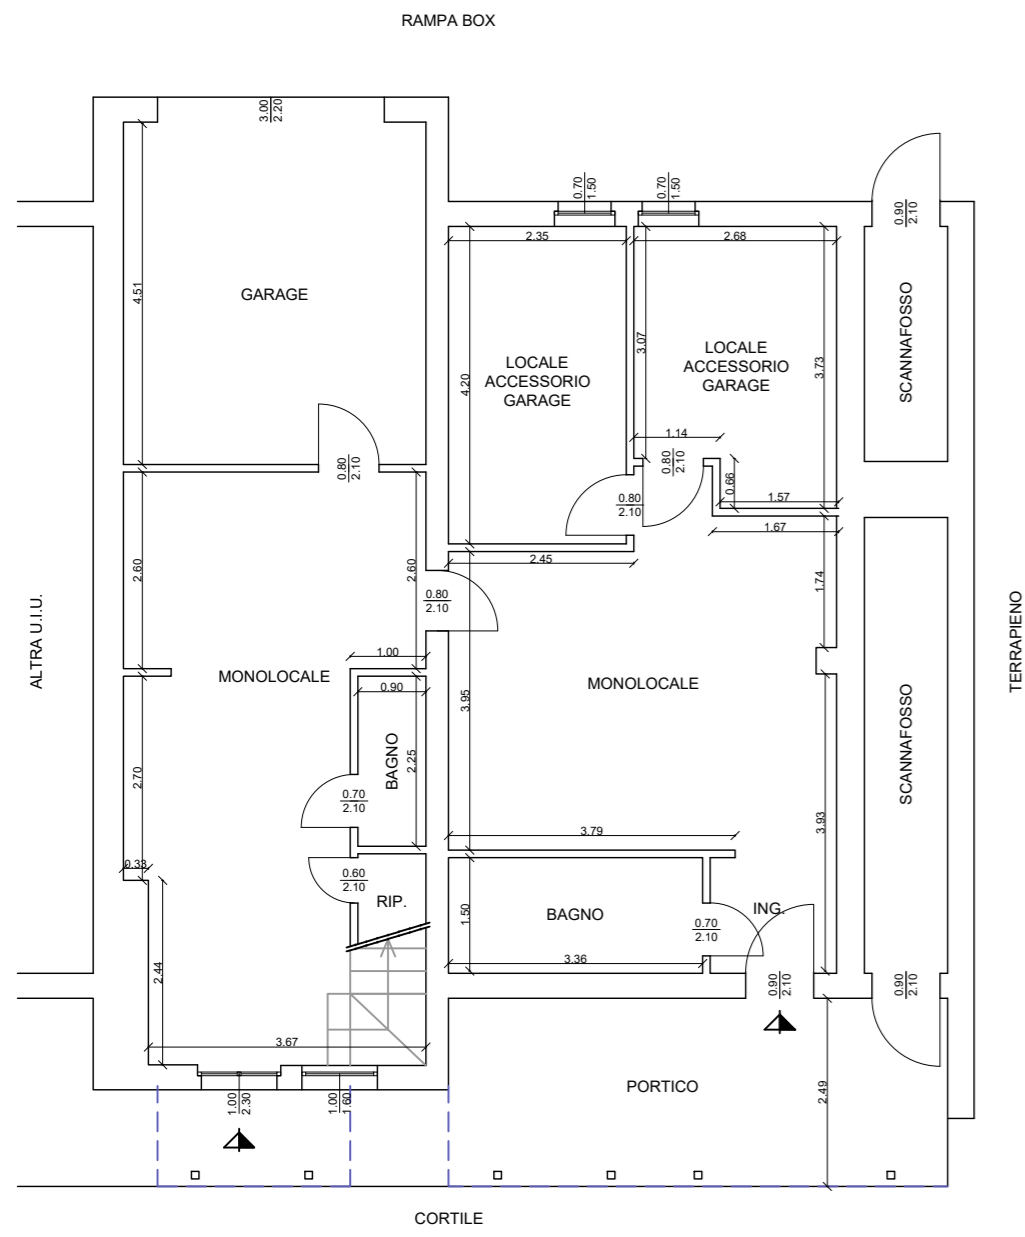 RAMPA BOX
3.00
2.20
0.70
1.50
0.70
1.50
0.90
2.10
2.35
2.68
4.51
GARAGE
3.07
3.73
LOCALE
ACCESSORIO
GARAGE
LOCALE
ACCESSORIO
GARAGE
4.20
SCANNAFOSSO
1.14
0.80
2.10
0.80
2.10
0.66
0.80
2.10
1.57
1.67
2.45
2.60
2.60
0.80
2.10
1.74
ALTRA U.I.U.
TERRAPIENO
1.00
MONOLOCALE
0.90
MONOLOCALE
3.95
BAGNO
2.25
SCANNAFOSSO
2.70
0.70
2.10
3.93
3.79
0.33
0.60
2.10
RIP.
1.50
BAGNO
ING.
0.70
2.10
3.36
2.44
0.90
2.10
0.90
2.10
3.67
1.00
2.30
1.00
1.60
PORTICO
2.49
CORTILE